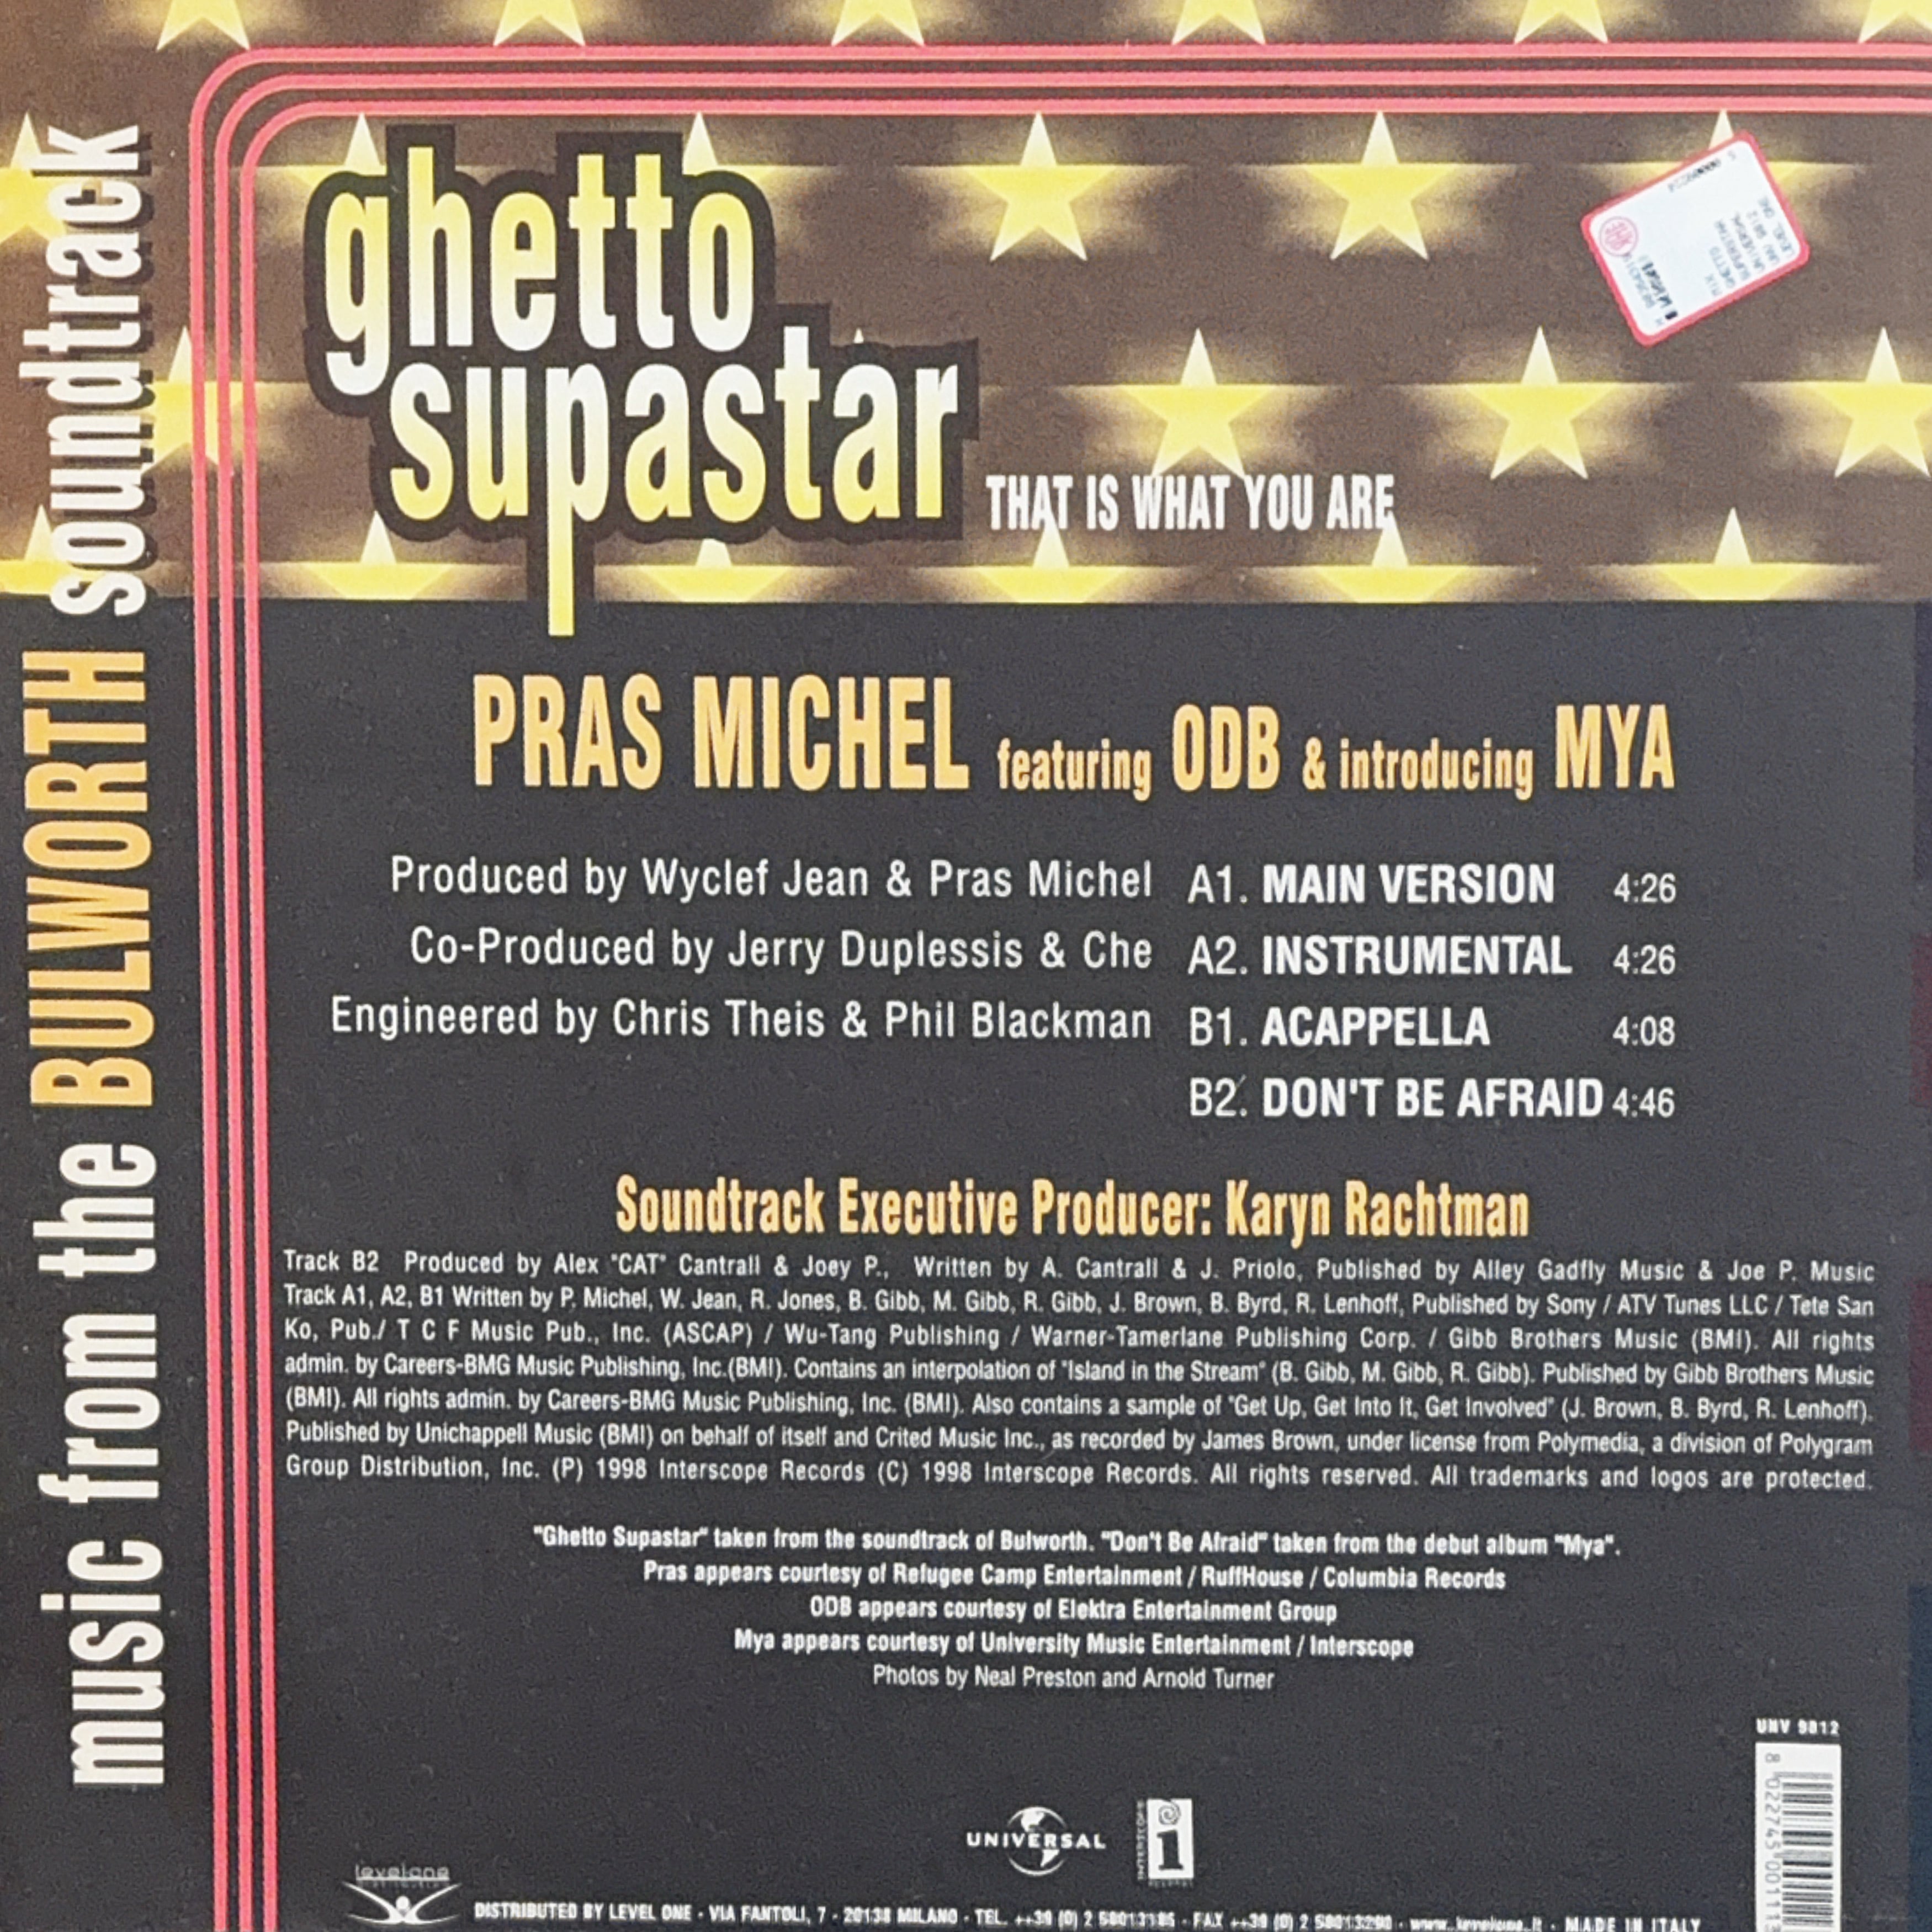 music from the BULWORTH soundtrack
ghetto
supastar
THAT IS WHAT YOU ARE
PRAS MICHEL featuring ODB & introducing MYA
Produced by Wyclef Jean & Pras Michel
Co-Produced by Jerry Duplessis & Che
Engineered by Chris Theis & Phil Blackman
A1. MAIN VERSION 4:26
A2. INSTRUMENTAL 4:26
B1. ACAPPELLA 4:08
B2. DON'T BE AFRAID 4:46
Soundtrack Executive Producer: Karyn Rachtman
Track B2 Produced by Alex "CAT" Cantrall & Joey P., Written by A. Cantrall & J. Priolo, Published by Alley Gadfly Music & Joe P. Music
Track A1, A2, B1 Written by P. Michel, W. Jean, R. Jones, B. Gibb, M. Gibb, R. Gibb, J. Brown, B. Byrd, R. Lenhoff, Published by Sony / ATV Tunes LLC / Tete San
Ko, Pub./ T C F Music Pub., Inc. (ASCAP) / Wu-Tang Publishing / Warner-Tamerlane Publishing Corp. / Gibb Brothers Music (BMI). All rights
admin. by Careers-BMG Music Publishing, Inc.(BMI). Contains an interpolation of "Island in the Stream" (B. Gibb, M. Gibb, R. Gibb). Published by Gibb Brothers Music
(BMI). All rights admin. by Careers-BMG Music Publishing, Inc. (BMI). Also contains a sample of "Get Up, Get Into It, Get Involved" (J. Brown, B. Byrd, R. Lenhoff).
Published by Unichappell Music (BMI) on behalf of itself and Crited Music Inc., as recorded by James Brown, under license from Polymedia, a division of Polygram
Group Distribution, Inc. (P) 1998 Interscope Records (C) 1998 Interscope Records. All rights reserved. All trademarks and logos are protected.
"Ghetto Supastar" taken from the soundtrack of Bulworth. "Don't Be Afraid" taken from the debut album "Mya".
Pras appears courtesy of Refugee Camp Entertainment / RuffHouse / Columbia Records
ODB appears courtesy of Elektra Entertainment Group
Mya appears courtesy of University Music Entertainment / Interscope
Photos by Neal Preston and Arnold Turner
UNV 9812
UNIVERSAL
levelone
DISTRIBUTED BY LEVEL ONE - VIA FANTOLI, 7 - 20138 MILANO - TEL. ++39 (0) 2 - FAX ++39 (0) 2 - MADE IN ITALY